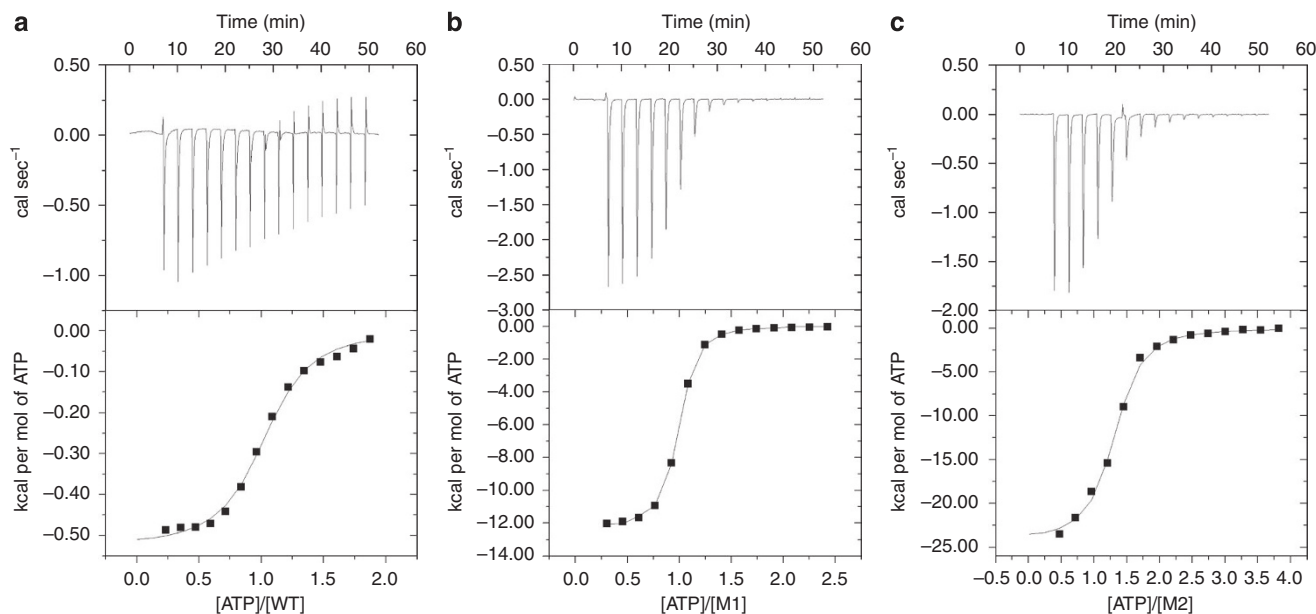 a
Time (min)
0 10 20 30 40 50 60
0.50
0.00
–0.50
–1.00
cal sec⁻¹
0.00
–0.10
–0.20
–0.30
–0.40
–0.50
kcal per mol of ATP
0.0 0.5 1.0 1.5 2.0
[ATP]/[WT]
b
Time (min)
0 10 20 30 40 50 60
0.50
0.00
–0.50
–1.00
–1.50
–2.00
–2.50
–3.00
cal sec⁻¹
0.00
–2.00
–4.00
–6.00
–8.00
–10.00
–12.00
–14.00
kcal per mol of ATP
0.0 0.5 1.0 1.5 2.0 2.5
[ATP]/[M1]
c
Time (min)
0 10 20 30 40 50 60
0.50
0.00
–0.50
–1.00
–1.50
–2.00
cal sec⁻¹
0.00
–5.00
–10.00
–15.00
–20.00
–25.00
kcal per mol of ATP
–0.5 0.0 0.5 1.0 1.5 2.0 2.5 3.0 3.5 4.0
[ATP]/[M2]